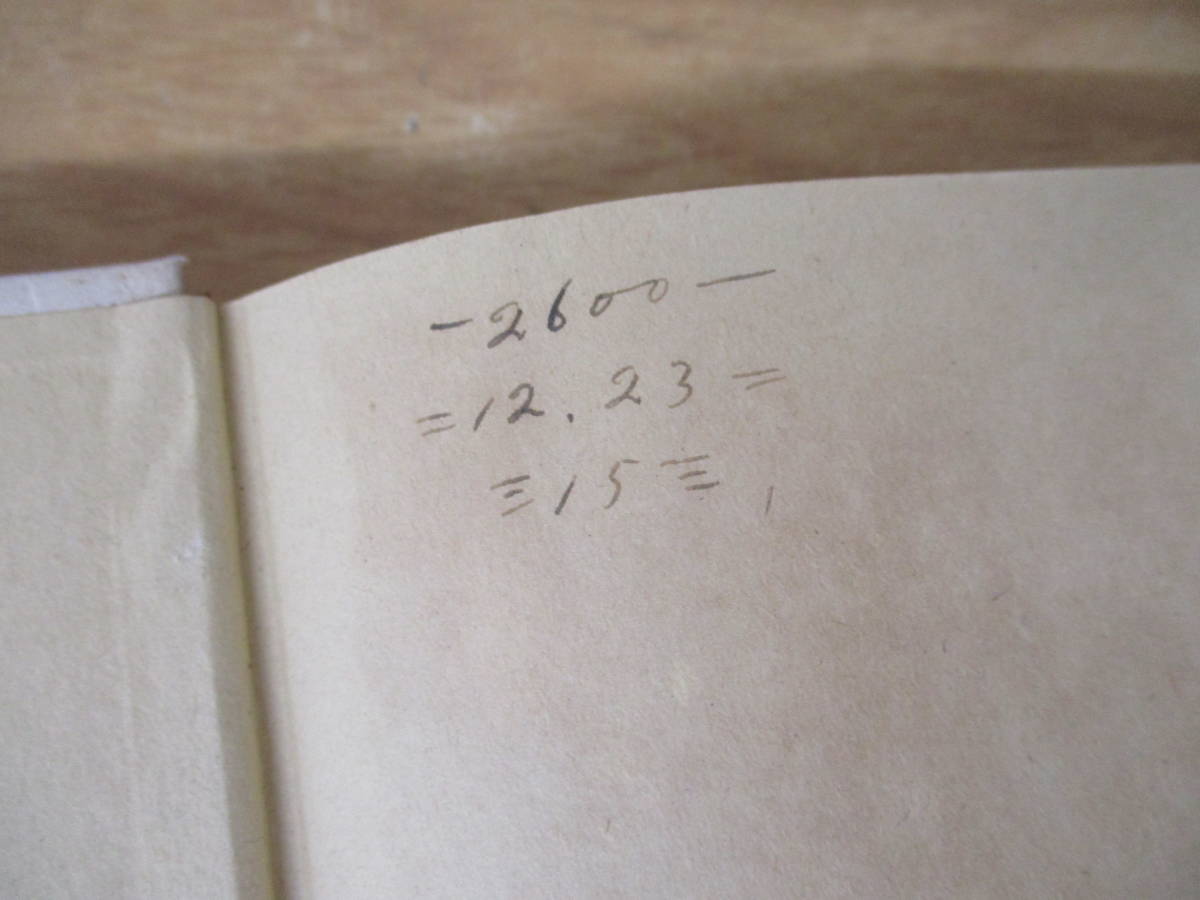 - 2600 —
= 12. 23 =
≡ 15 ≡